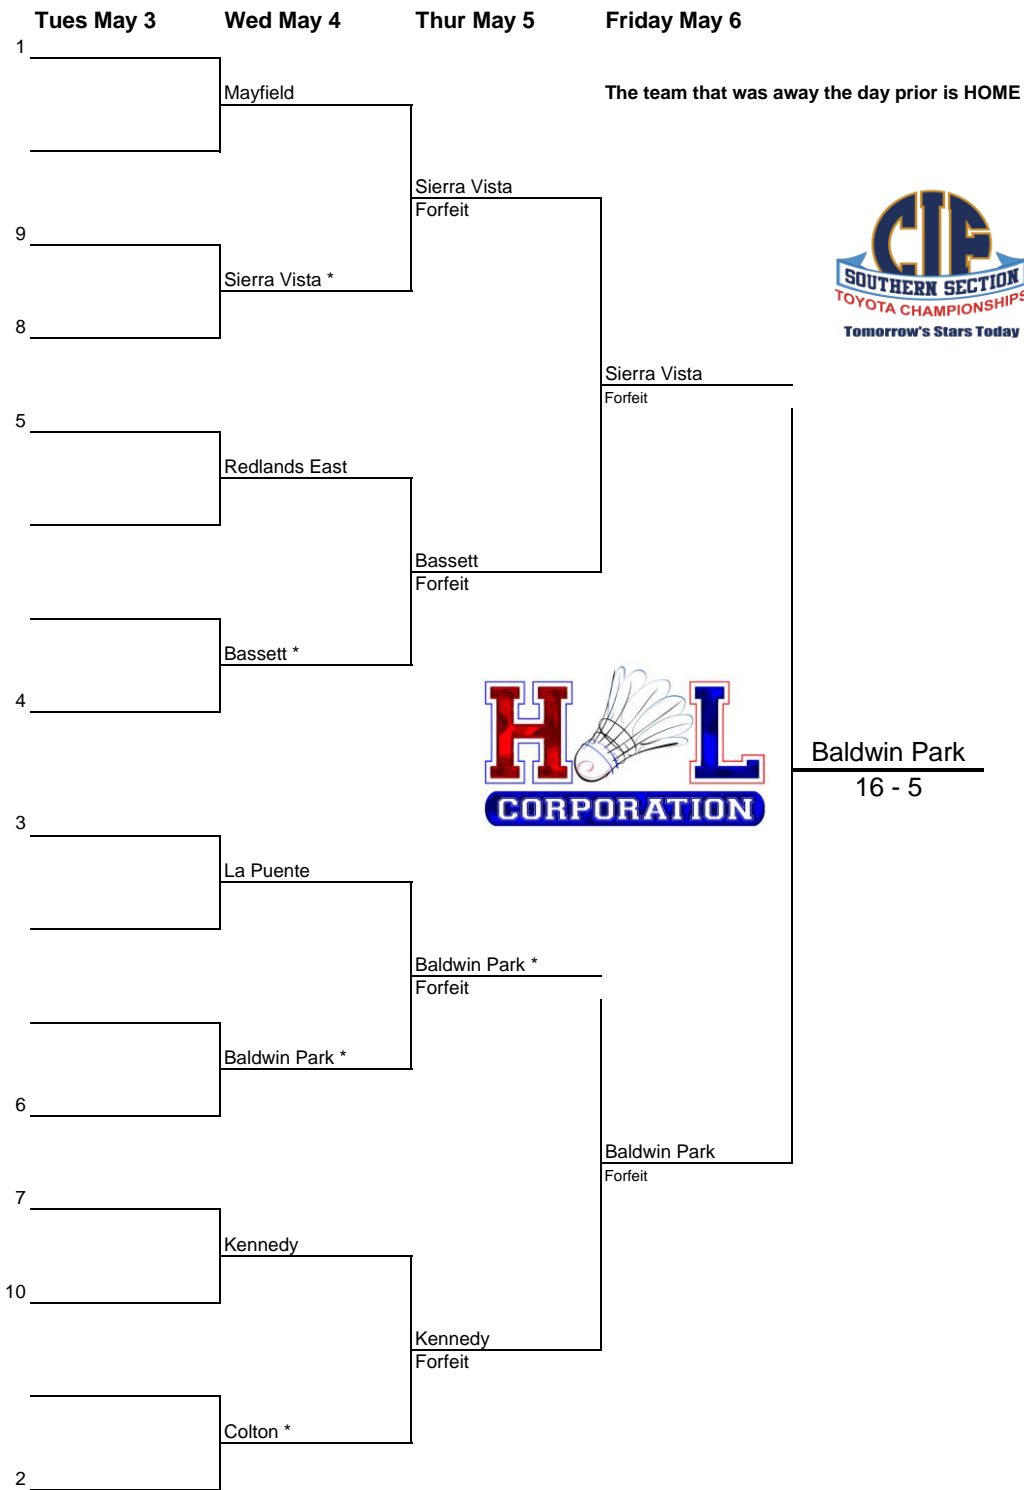 Tues May 3 Wed May 4 Thur May 5 Friday May 6
1
Mayfield
The team that was away the day prior is HOME
Sierra Vista
Forfeit
9
Sierra Vista *
8
CIF
SOUTHERN SECTION
TOYOTA CHAMPIONSHIPS
Tomorrow's Stars Today
Sierra Vista
Forfeit
5
Redlands East
Bassett
Forfeit
Bassett *
4
H L
CORPORATION
Baldwin Park
16 - 5
3
La Puente
Baldwin Park *
Forfeit
Baldwin Park *
6
Baldwin Park
Forfeit
7
Kennedy
10
Kennedy
Forfeit
Colton *
2